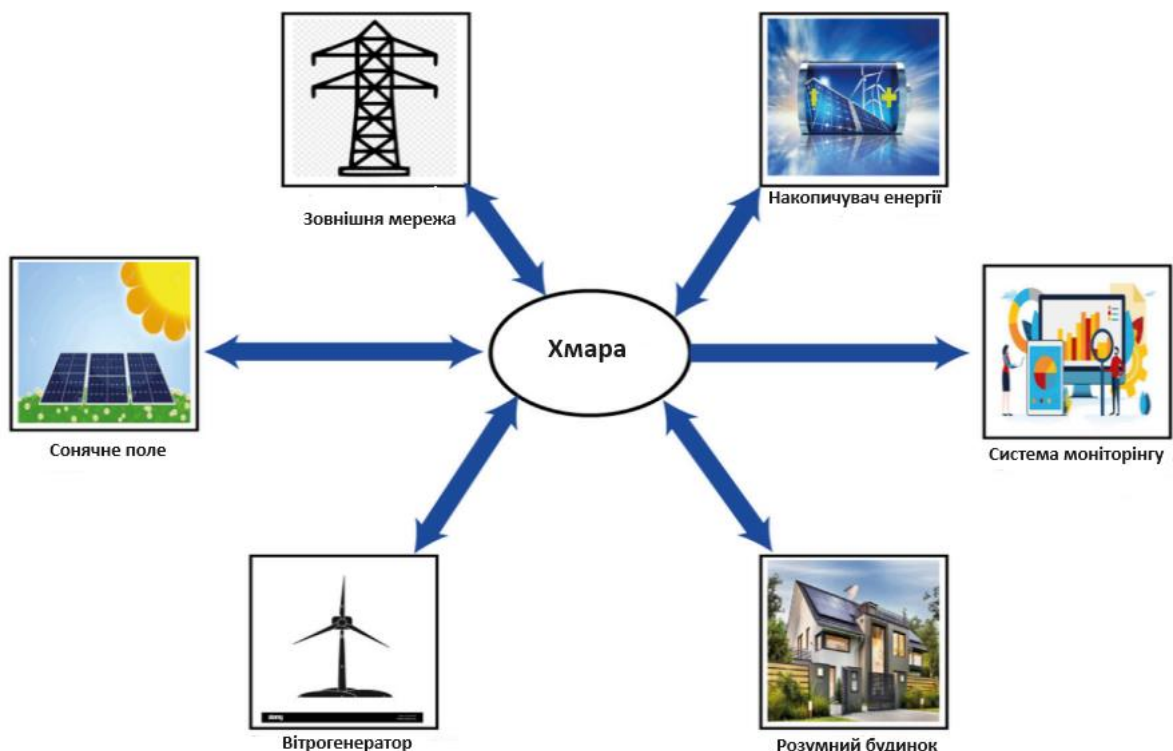 Зовнішня мережа
Накопичувач енергії
Хмара
Сонячне поле
Система моніторінгу
Вітрогенератор
Розумний будинок